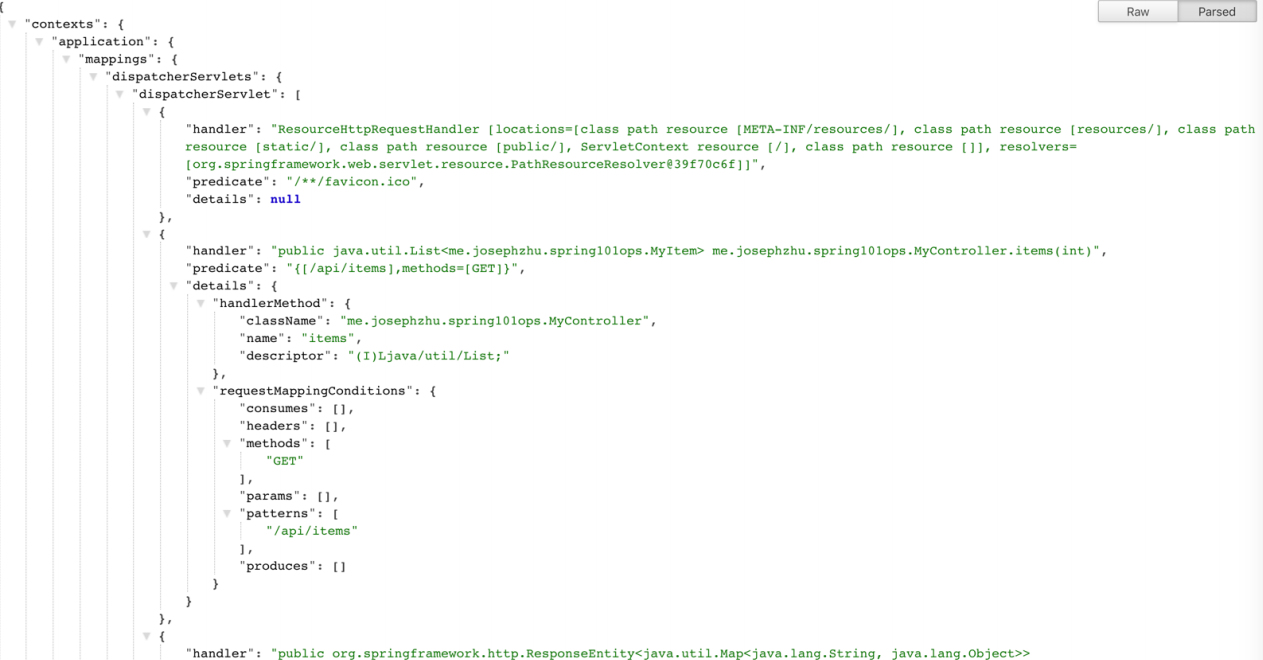 {
Raw Parsed
"contexts": {
"application": {
"mappings": {
"dispatcherServlets": {
"dispatcherServlet": [
{
"handler": "ResourceHttpRequestHandler [locations=[class path resource [META-INF/resources/], class path resource [resources/], class path
resource [static/], class path resource [public/], ServletContext resource [/], class path resource []], resolvers=
[org.springframework.web.servlet.resource.PathResourceResolver@39f70c6f]]",
"predicate": "/**/favicon.ico",
"details": null
},
{
"handler": "public java.util.List<me.josephzhu.spring101ops.MyItem> me.josephzhu.spring101ops.MyController.items(int)",
"predicate": "{[/api/items],methods=[GET]}",
"details": {
"handlerMethod": {
"className": "me.josephzhu.spring101ops.MyController",
"name": "items",
"descriptor": "(I)Ljava/util/List;"
},
"requestMappingConditions": {
"consumes": [],
"headers": [],
"methods": [
"GET"
],
"params": [],
"patterns": [
"/api/items"
],
"produces": []
}
}
},
{
"handler": "public org.springframework.http.ResponseEntity<java.util.Map<java.lang.String, java.lang.Object>>